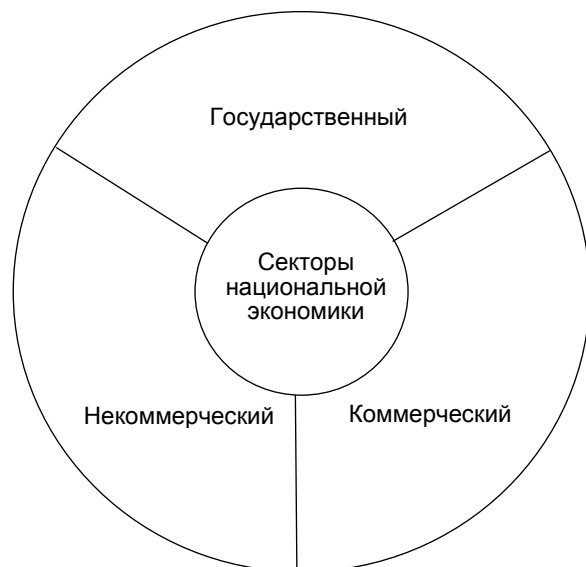 Государственный
Секторы
национальной
экономики
Некоммерческий
Коммерческий